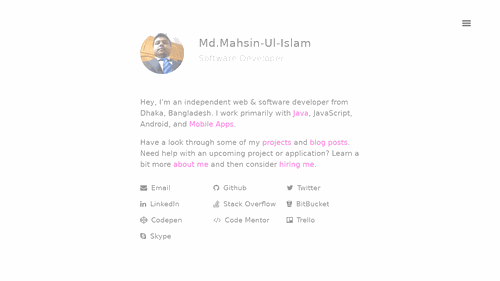 Md.Mahsin-Ul-Islam
Software Developer
Hey, I'm an independent web & software developer from
Dhaka, Bangladesh. I work primarily with Java, JavaScript,
Android, and Mobile Apps.
Have a look through some of my projects and blog posts.
Need help with an upcoming project or application? Learn a
bit more about me and then consider hiring me.
Email Github Twitter
LinkedIn Stack Overflow BitBucket
Codepen Code Mentor Trello
Skype